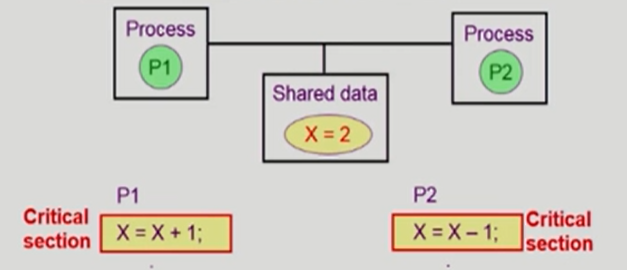 Process
P1
Process
P2
Shared data
X = 2
P1
P2
Critical
section
X = X + 1;
X = X – 1;
Critical
section